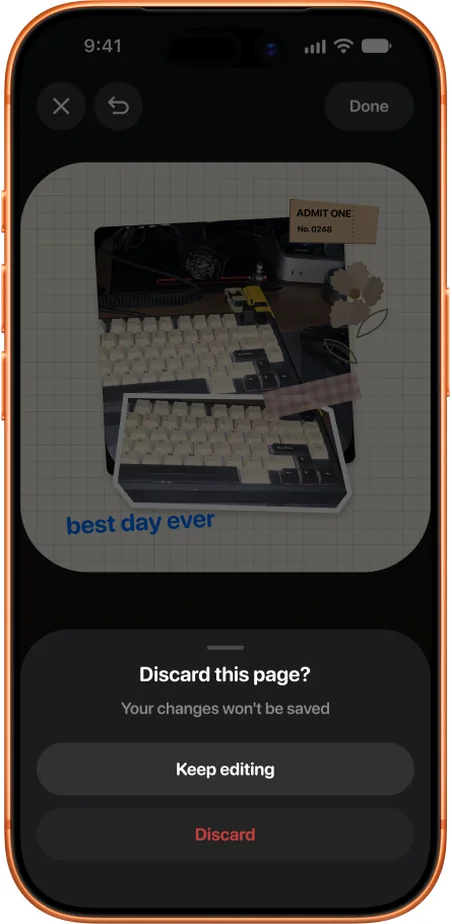 9:41
Done
ADMIT ONE
No. 0248
best day ever
Discard this page?
Your changes won't be saved
Keep editing
Discard